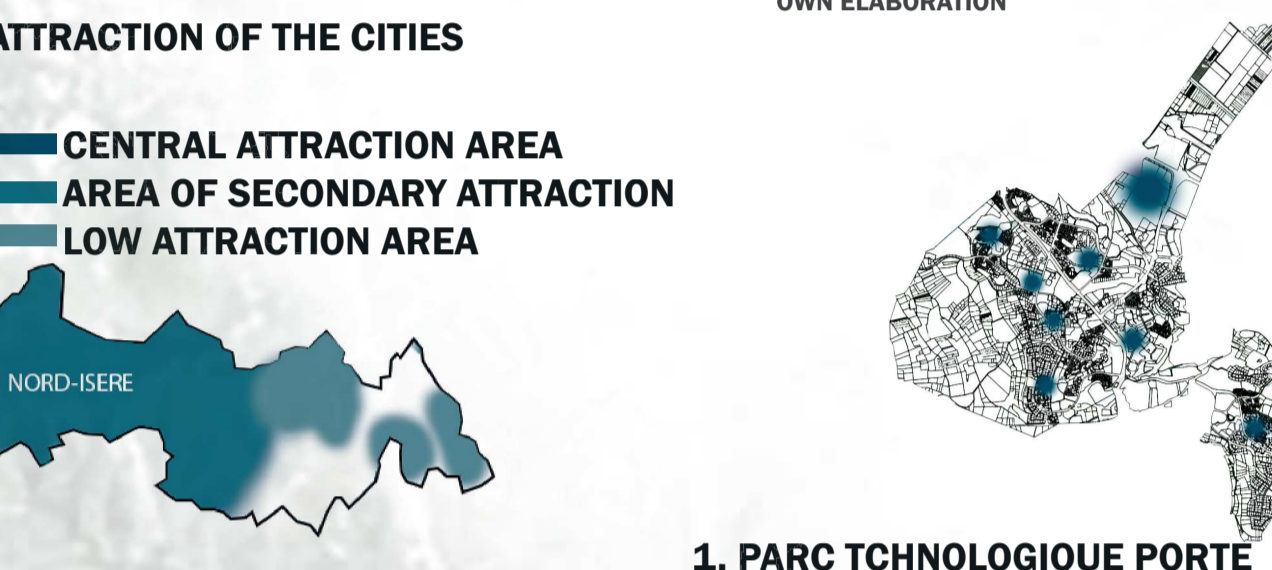 OWN ELABORATION
ATTRACTION OF THE CITIES
CENTRAL ATTRACTION AREA
AREA OF SECONDARY ATTRACTION
LOW ATTRACTION AREA
NORD-ISERE
1. PARC TCHNOLOGIQUE PORTE